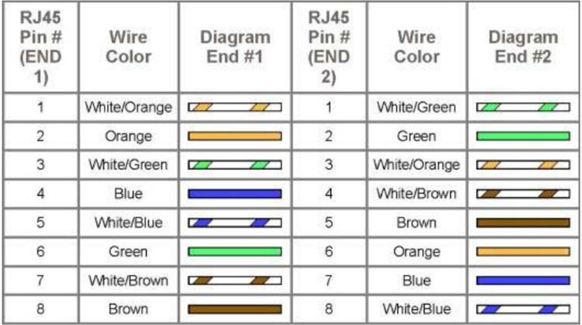 RJ45 Pin # (END 1) Wire Color Diagram End #1 RJ45 Pin # (END 2) Wire Color Diagram End #2
1 White/Orange 1 White/Green
2 Orange 2 Green
3 White/Green 3 White/Orange
4 Blue 4 White/Brown
5 White/Blue 5 Brown
6 Green 6 Orange
7 White/Brown 7 Blue
8 Brown 8 White/Blue